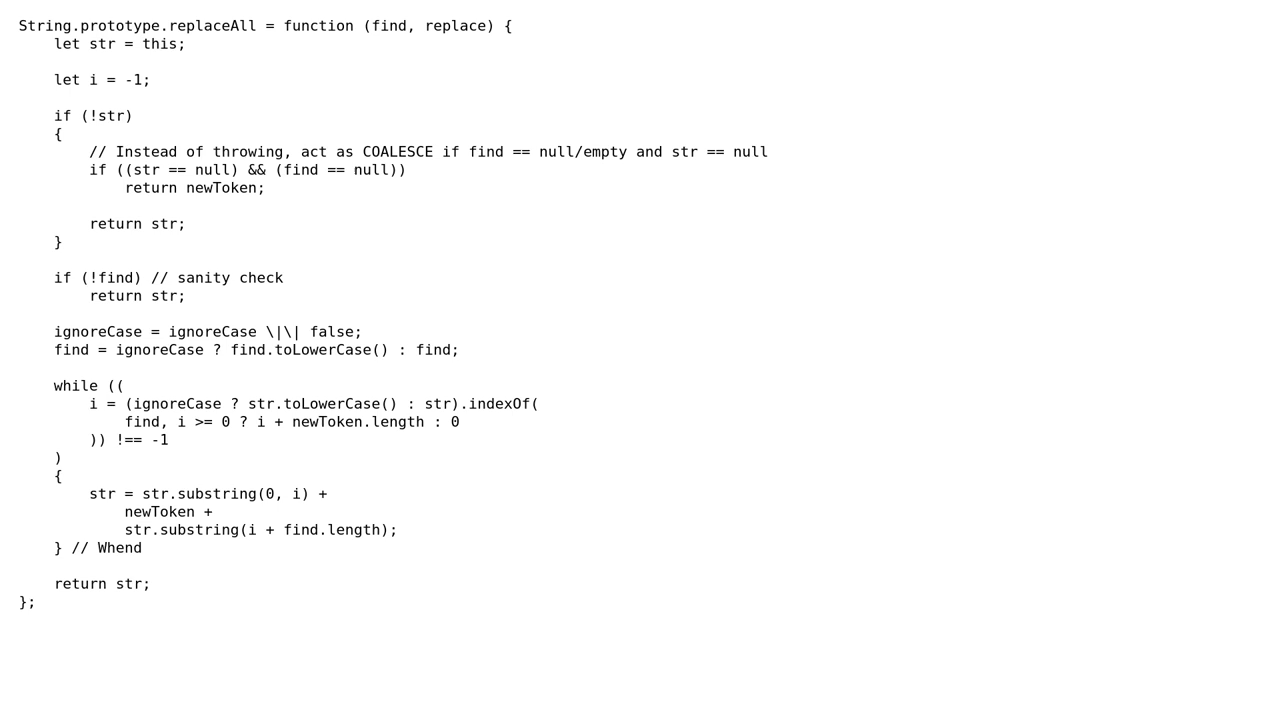 String.prototype.replaceAll = function (find, replace) {
    let str = this;

    let i = -1;

    if (!str)
    {
        // Instead of throwing, act as COALESCE if find == null/empty and str == null
        if ((str == null) && (find == null))
            return newToken;

        return str;
    }

    if (!find) // sanity check
        return str;

    ignoreCase = ignoreCase \|\| false;
    find = ignoreCase ? find.toLowerCase() : find;

    while ((
        i = (ignoreCase ? str.toLowerCase() : str).indexOf(
            find, i >= 0 ? i + newToken.length : 0
        )) !== -1
    )
    {
        str = str.substring(0, i) +
            newToken +
            str.substring(i + find.length);
    } // Whend

    return str;
};